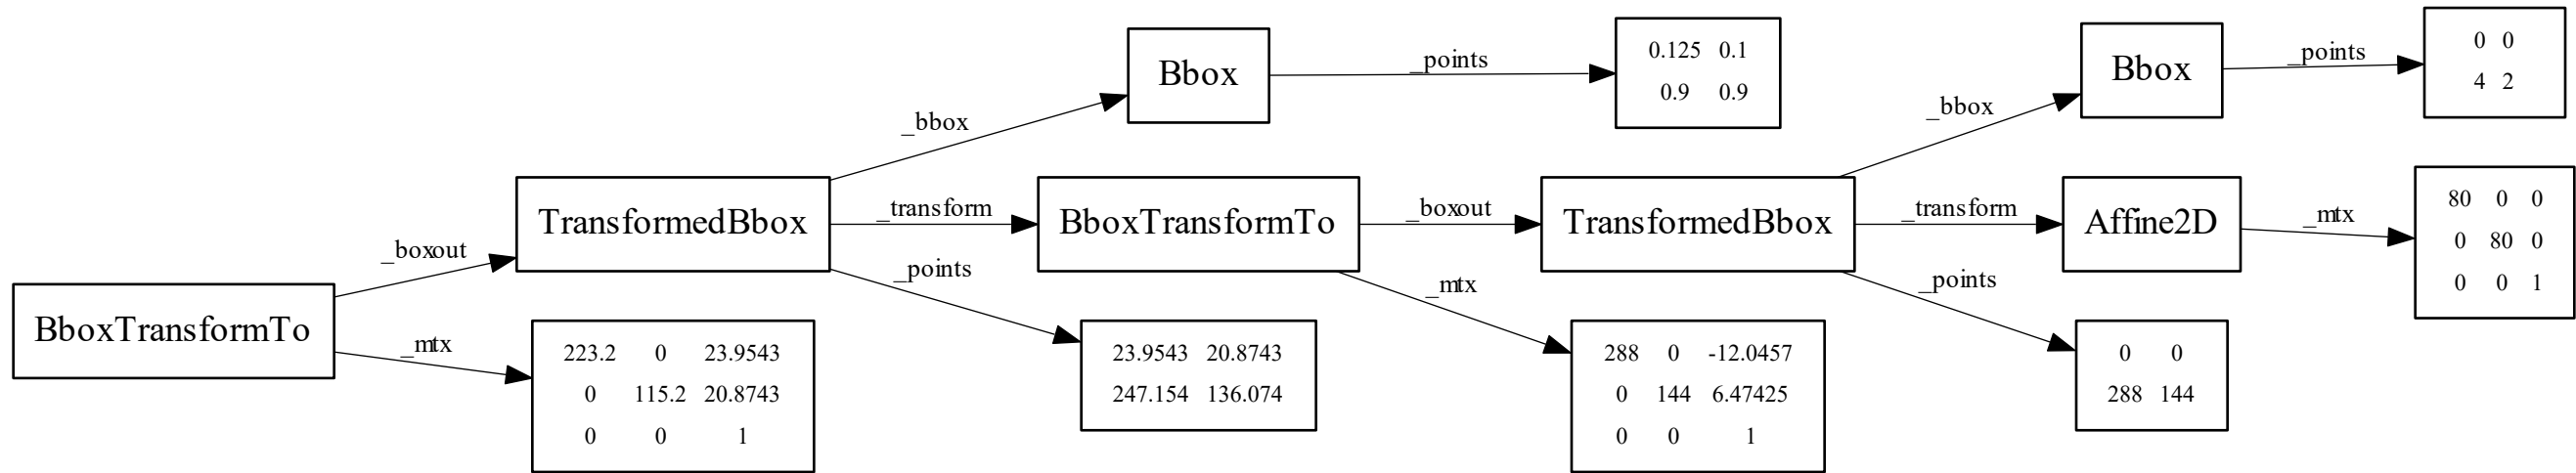 BboxTransformTo
_boxout
_mtx
TransformedBbox
223.2 0 23.9543
0 115.2 20.8743
0 0 1
_bbox
_transform
_points
Bbox
_points
0.125 0.1
0.9 0.9
BboxTransformTo
23.9543 20.8743
247.154 136.074
_boxout
_mtx
TransformedBbox
288 0 -12.0457
0 144 6.47425
0 0 1
_bbox
_transform
_points
Bbox
_points
0 0
4 2
Affine2D
_mtx
80 0 0
0 80 0
0 0 1
0 0
288 144